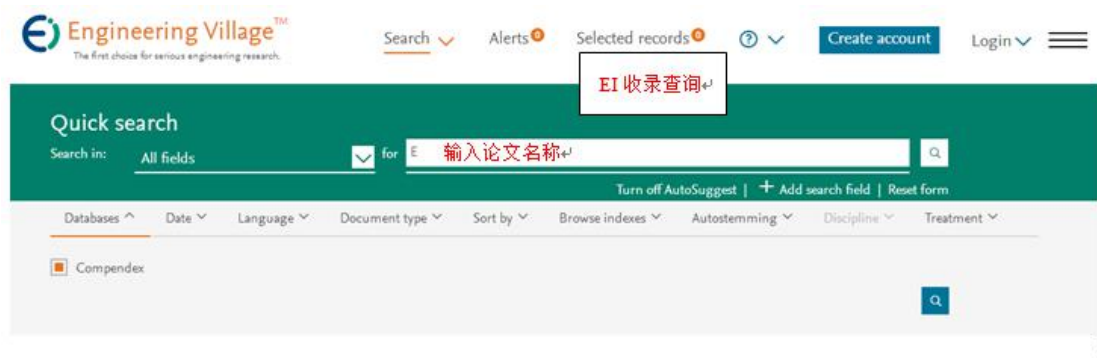 Engineering Village™
The first choice for serious engineering research.
Search Alerts 0 Selected records 0 Create account Login
EI 收录查询↵
Quick search
Search in: All fields for E 输入论文名称↵
Turn off AutoSuggest | + Add search field | Reset form
Databases Date Language Document type Sort by Browse indexes Autostemming Discipline Treatment
Compendex